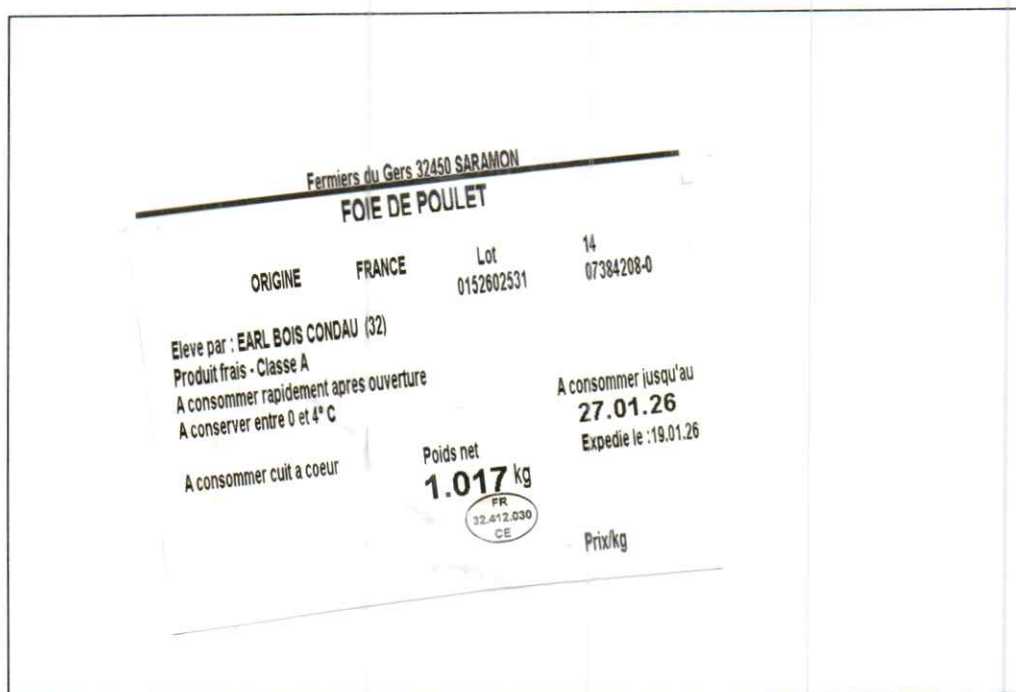 Fermiers du Gers 32450 SARAMON
FOIE DE POULET
ORIGINE FRANCE Lot 14
0152602531 07384208-0
Eleve par : EARL BOIS CONDAU (32)
Produit frais - Classe A
A consommer rapidement apres ouverture
A conserver entre 0 et 4° C
A consommer jusqu'au
27.01.26
Expedie le :19.01.26
A consommer cuit a coeur
Poids net
1.017 kg
FR
32.412.030
CE
Prix/kg